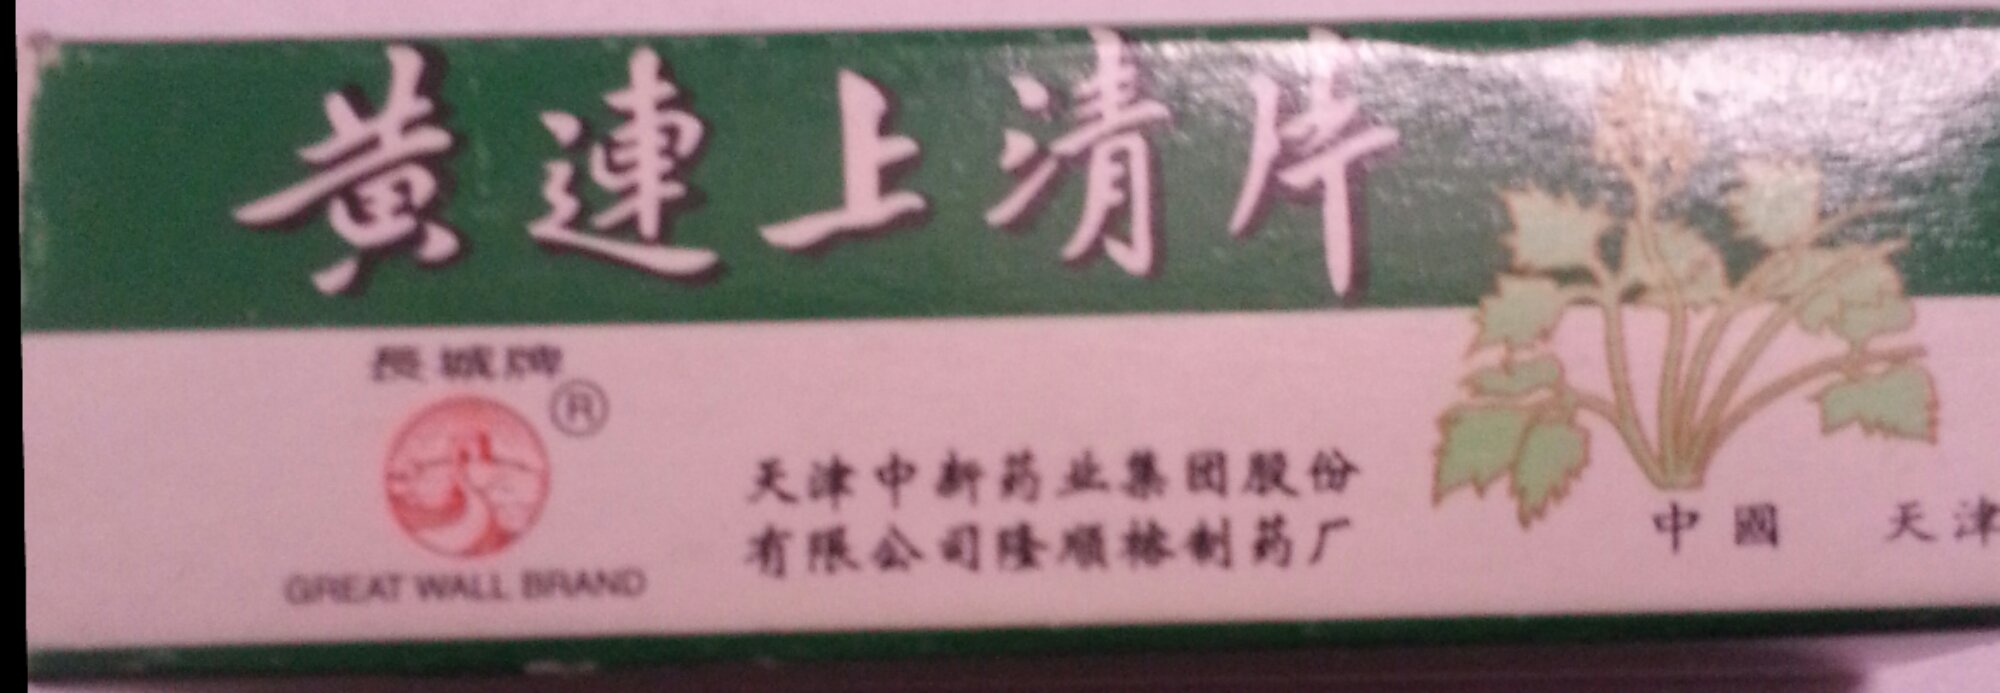 黃連上清片
長城牌
®
GREAT WALL BRAND
天津中新药业集团股份
有限公司隆顺榕制药厂
中國 天津